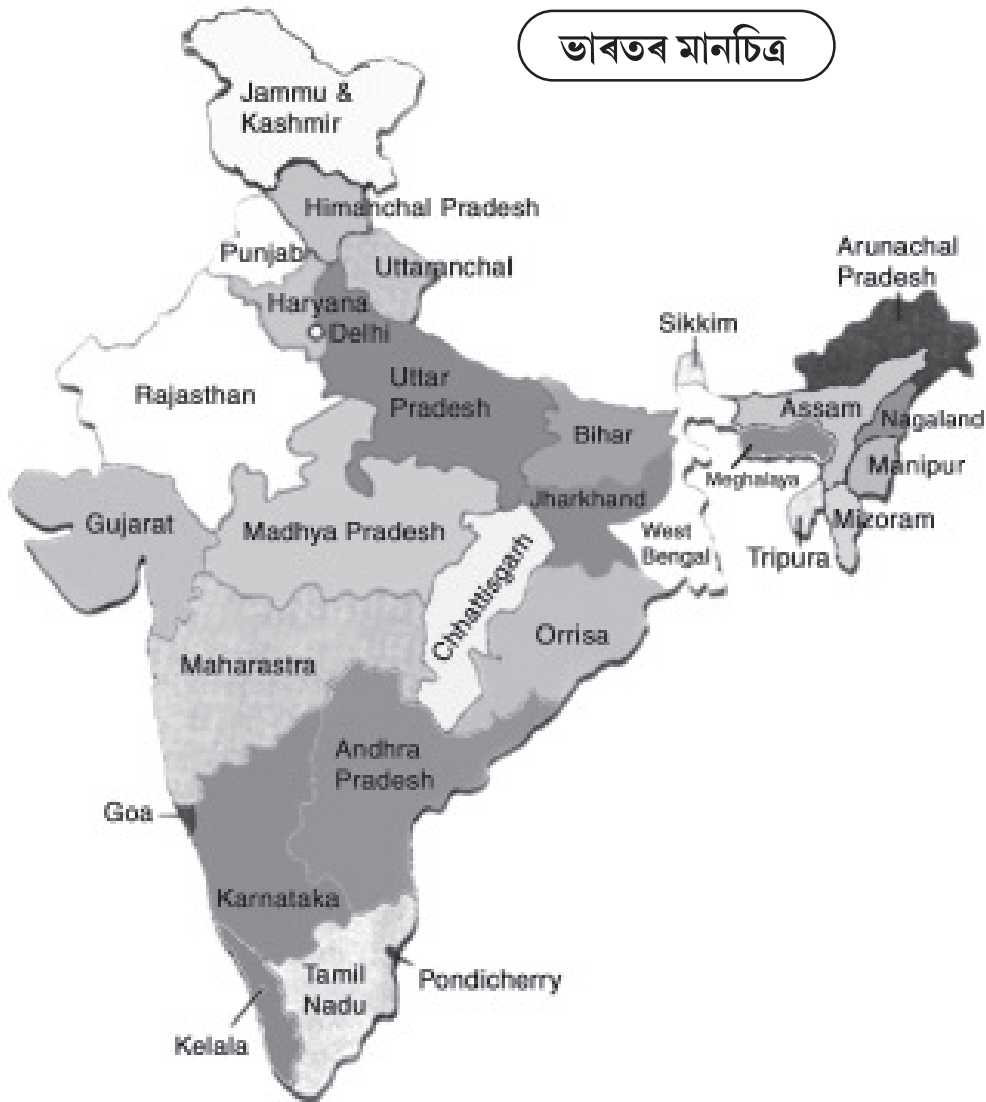 ভাৰতৰ মানচিত্ৰ
Jammu &
Kashmir
Himanchal Pradesh
Punjab
Uttaranchal
Haryana
Delhi
Arunachal
Pradesh
Sikkim
Rajasthan
Uttar
Pradesh
Assam
Nagaland
Bihar
Manipur
Meghalaya
Jharkhand
Gujarat
Madhya Pradesh
Mizoram
West
Bengal
Tripura
Chhattisgarh
Orrisa
Maharastra
Andhra
Pradesh
Goa
Karnataka
Tamil
Nadu
Pondicherry
Kelala